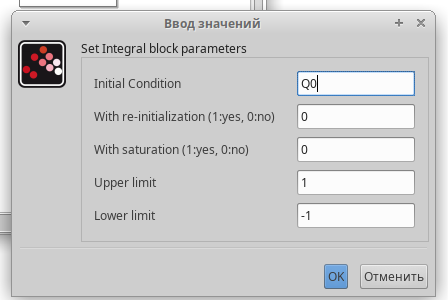 Ввод значений
Set Integral block parameters
Initial Condition Q0
With re-initialization (1:yes, 0:no) 0
With saturation (1:yes, 0:no) 0
Upper limit 1
Lower limit -1
OK Отменить